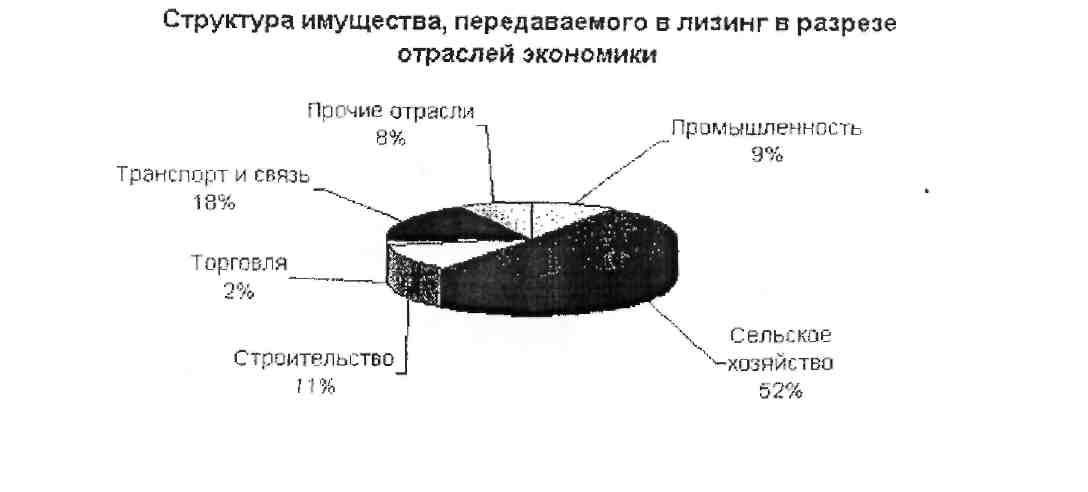 Структура имущества, передаваемого в лизинг в разрезе
отраслей экономики
Прочие отрасли
8%
Промышленность
9%
Транспорт и связь
18%
Торговля
2%
Строительство
11%
Сельское
хозяйство
52%